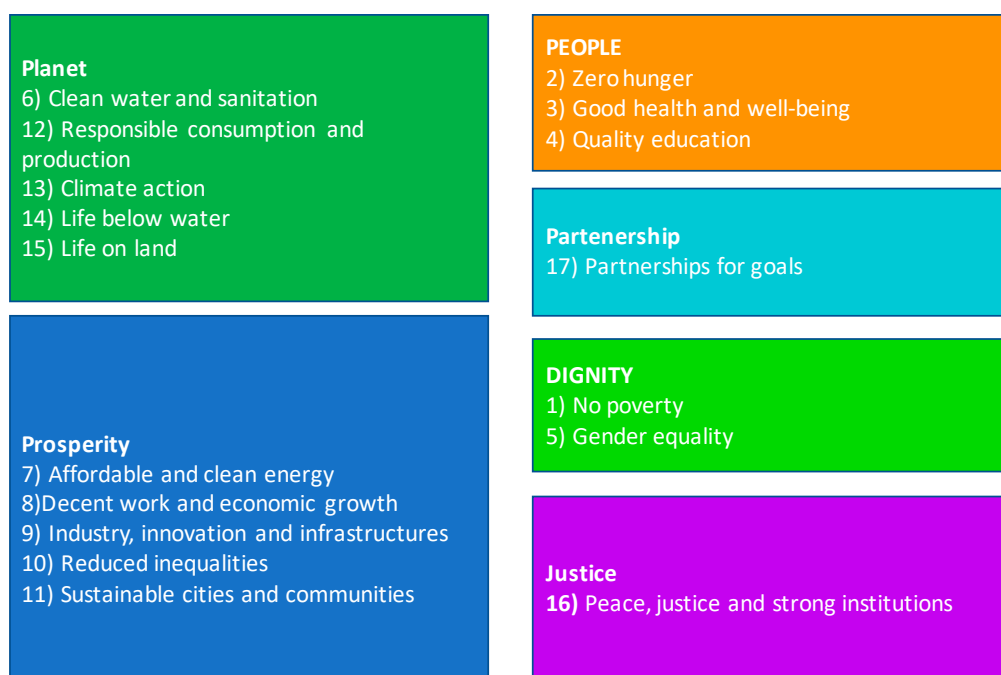 Planet
6) Clean water and sanitation
12) Responsible consumption and
production
13) Climate action
14) Life below water
15) Life on land
Prosperity
7) Affordable and clean energy
8)Decent work and economic growth
9) Industry, innovation and infrastructures
10) Reduced inequalities
11) Sustainable cities and communities
PEOPLE
2) Zero hunger
3) Good health and well-being
4) Quality education
Partenership
17) Partnerships for goals
DIGNITY
1) No poverty
5) Gender equality
Justice
16) Peace, justice and strong institutions